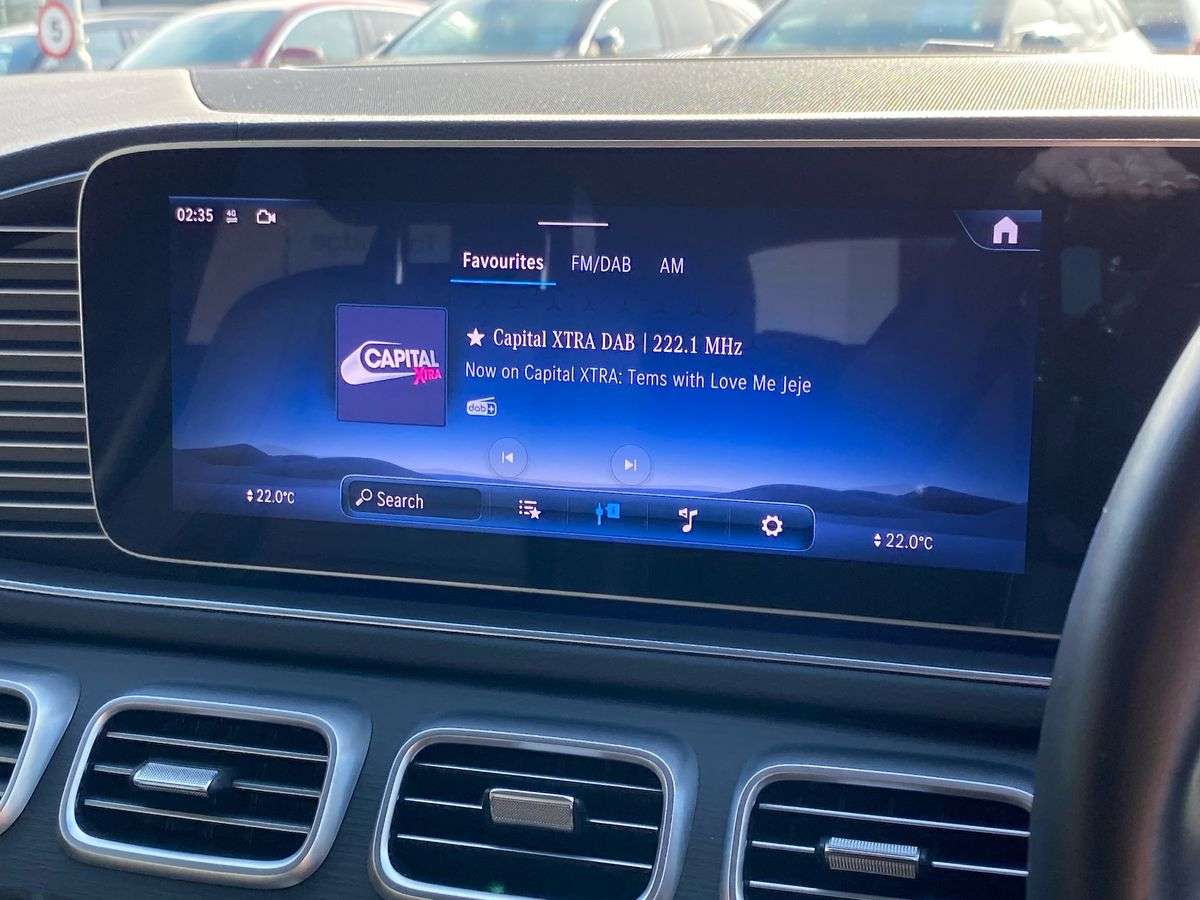 5
02:35 4G
Favourites FM/DAB AM
CAPITAL
XTRA
★ Capital XTRA DAB | 222.1 MHz
Now on Capital XTRA: Tems with Love Me Jeje
dab+
22.0°C
Search
22.0°C